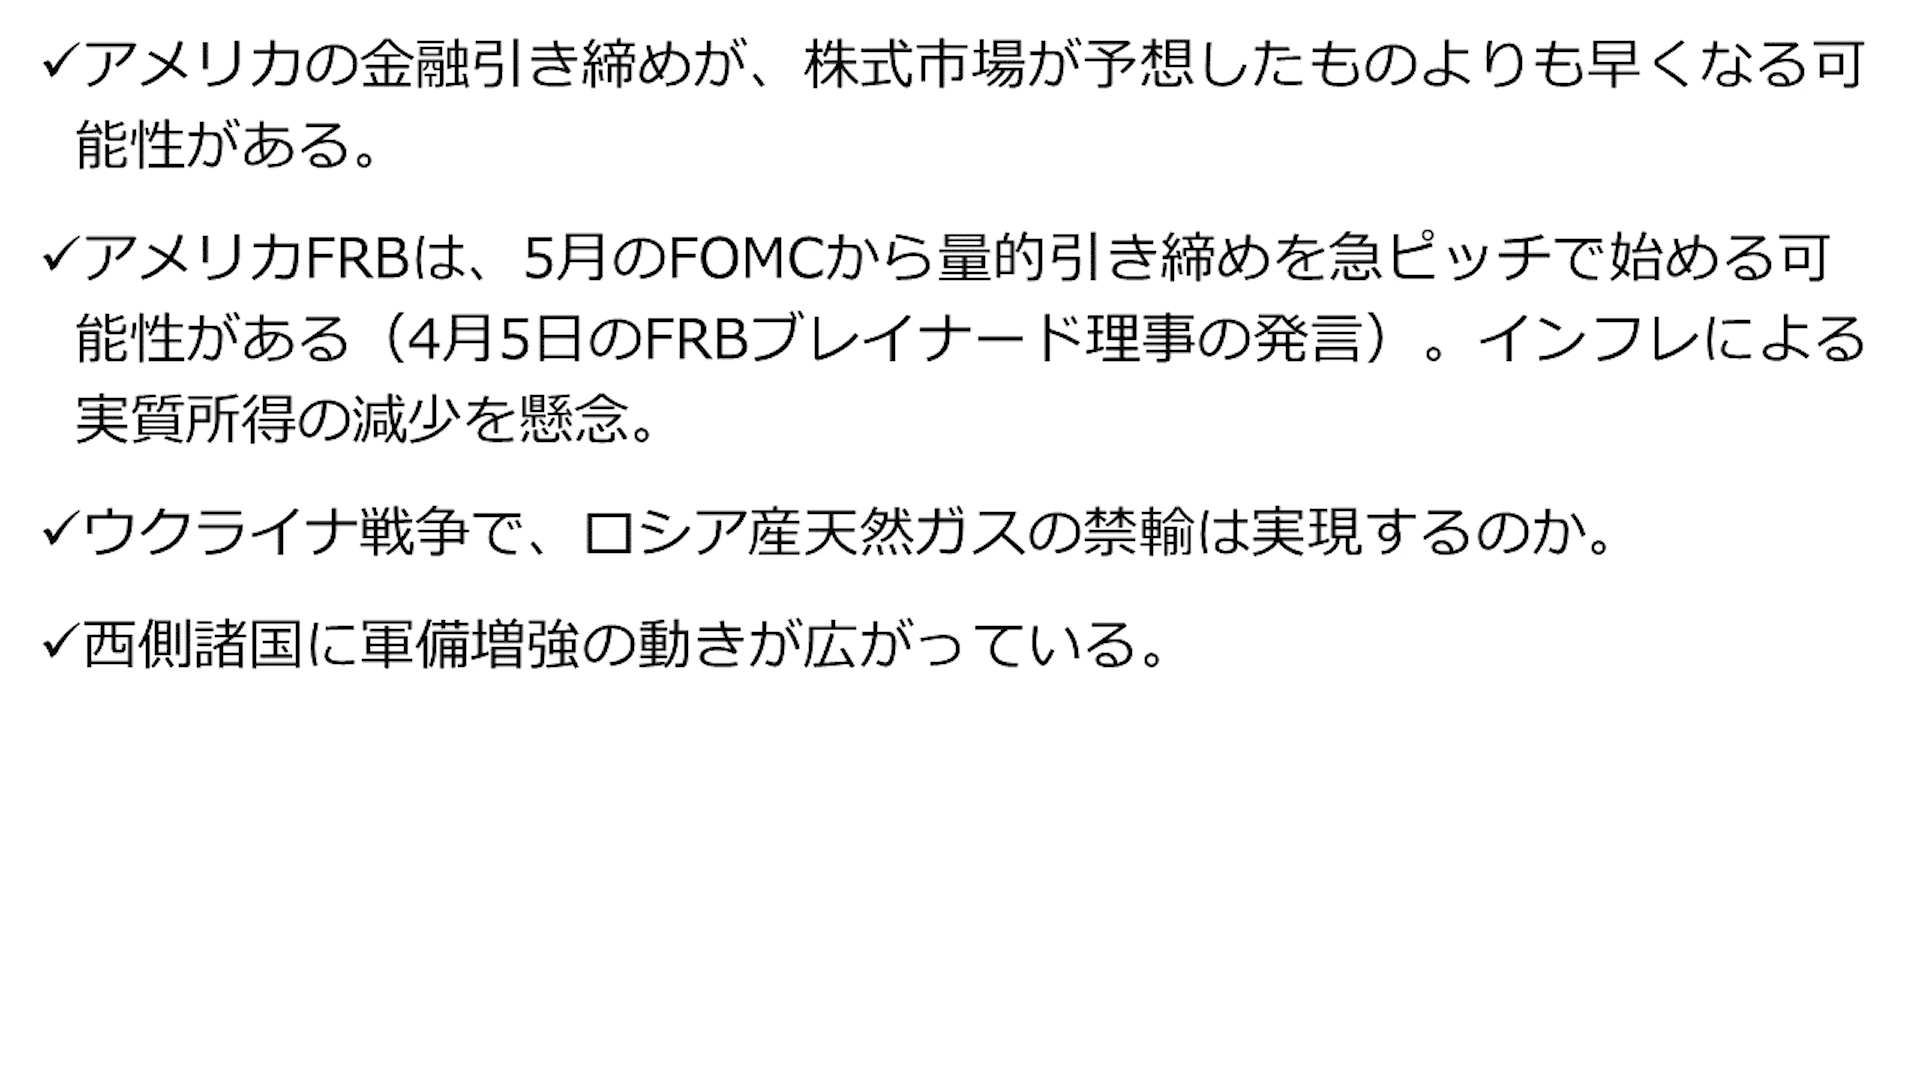 ✓アメリカの金融引き締めが、株式市場が予想したものよりも早くなる可
能性がある。
✓アメリカFRBは、5月のFOMCから量的引き締めを急ピッチで始める可
能性がある（4月5日のFRBブレイナード理事の発言）。インフレによる
実質所得の減少を懸念。
✓ウクライナ戦争で、ロシア産天然ガスの禁輸は実現するのか。
✓西側諸国に軍備増強の動きが広がっている。